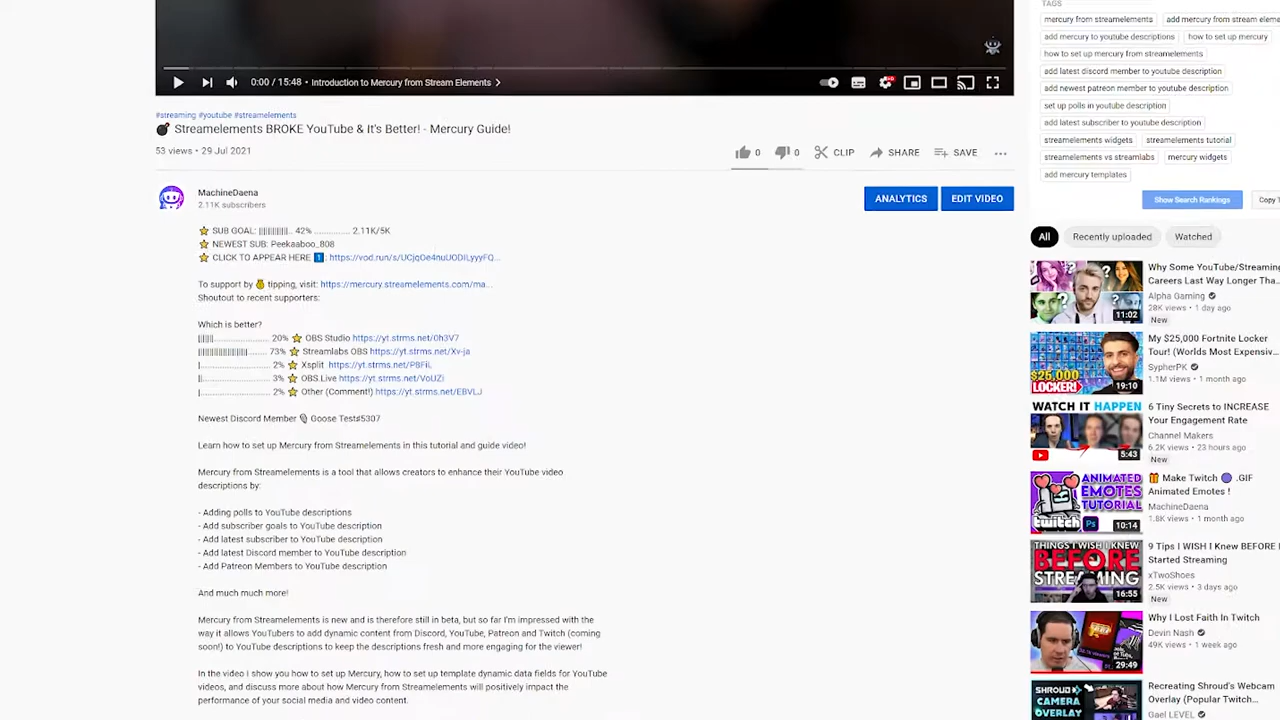 0:00 / 15:48 • Introduction to Mercury from Stream Elements
#streaming #youtube #streamelements
💣 Streamelements BROKE YouTube & It's Better! - Mercury Guide!
53 views • 29 Jul 2021
0
0
CLIP
SHARE
SAVE
MachineDaena
2.11K subscribers
ANALYTICS
EDIT VIDEO
⭐ SUB GOAL: ||||||||||||.. 42% .............. 2.11K/5K
⭐ NEWEST SUB: Peekaaboo_808
⭐ CLICK TO APPEAR HERE 1️⃣:
To support by 💰 tipping, visit: https://mercury.streamelements.com/ma...
Shoutout to recent supporters:
Which is better?
20% ⭐ OBS Studio https://yt.strms.net/0h3V7
73% ⭐ Streamlabs OBS https://yt.strms.net/Xv-ja
2% ⭐ Xsplit https://yt.strms.net/P8FiL
3% ⭐ OBS.Live https://yt.strms.net/VoUZi
2% ⭐ Other (Comment!) https://yt.strms.net/EBVLJ
Newest Discord Member 📎 Goose Test#5307
Learn how to set up Mercury from Streamelements in this tutorial and guide video!
Mercury from Streamelements is a tool that allows creators to enhance their YouTube video
descriptions by:
- Adding polls to YouTube descriptions
- Add subscriber goals to YouTube description
- Add latest subscriber to YouTube description
- Add latest Discord member to YouTube description
- Add Patreon Members to YouTube description
And much much more!
Mercury from Streamelements is new and is therefore still in beta, but so far I'm impressed with the
way it allows YouTubers to add dynamic content from Discord, YouTube, Patreon and Twitch (coming
soon!) to YouTube descriptions to keep the descriptions fresh and more engaging for the viewer!
In the video I show you how to set up Mercury, how to set up template dynamic data fields for YouTube
videos, and discuss more about how Mercury from Streamelements will positively impact the
performance of your social media and video content.
TAGS
mercury from streamelements
add mercury from stream eleme
add mercury to youtube descriptions
how to set up mercury
how to set up mercury from streamelements
add latest discord member to youtube description
add newest patreon member to youtube description
set up polls in youtube description
add latest subscriber to youtube description
streamelements widgets
streamelements tutorial
streamelements vs streamlabs
mercury widgets
add mercury templates
Show Search Rankings
Copy T
All
Recently uploaded
Watched
11:02
Why Some YouTube/Streaming
Careers Last Way Longer Tha...
Alpha Gaming
28K views • 1 day ago
New
$25,000
LOCKER!
19:10
My $25,000 Fortnite Locker
Tour! (Worlds Most Expensiv...
SypherPK
1.1M views • 1 month ago
WATCH IT HAPPEN
5:43
6 Tiny Secrets to INCREASE
Your Engagement Rate
Channel Makers
6.2K views • 23 hours ago
New
ANIMATED
EMOTES
TUTORIAL
twitch
Ps
10:14
🎁 Make Twitch 🟣 .GIF
Animated Emotes !
MachineDaena
1.8K views • 1 month ago
THINGS I WISH I KNEW
BEFORE
STREAMING
16:55
9 Tips I WISH I Knew BEFORE I
Started Streaming
xTwoShoes
2.5K views • 3 days ago
New
29:49
Why I Lost Faith In Twitch
Devin Nash
49K views • 1 week ago
SHROUD
CAMERA
OVERLAY
Recreating Shroud's Webcam
Overlay (Popular Twitch...
Gael LEVEL